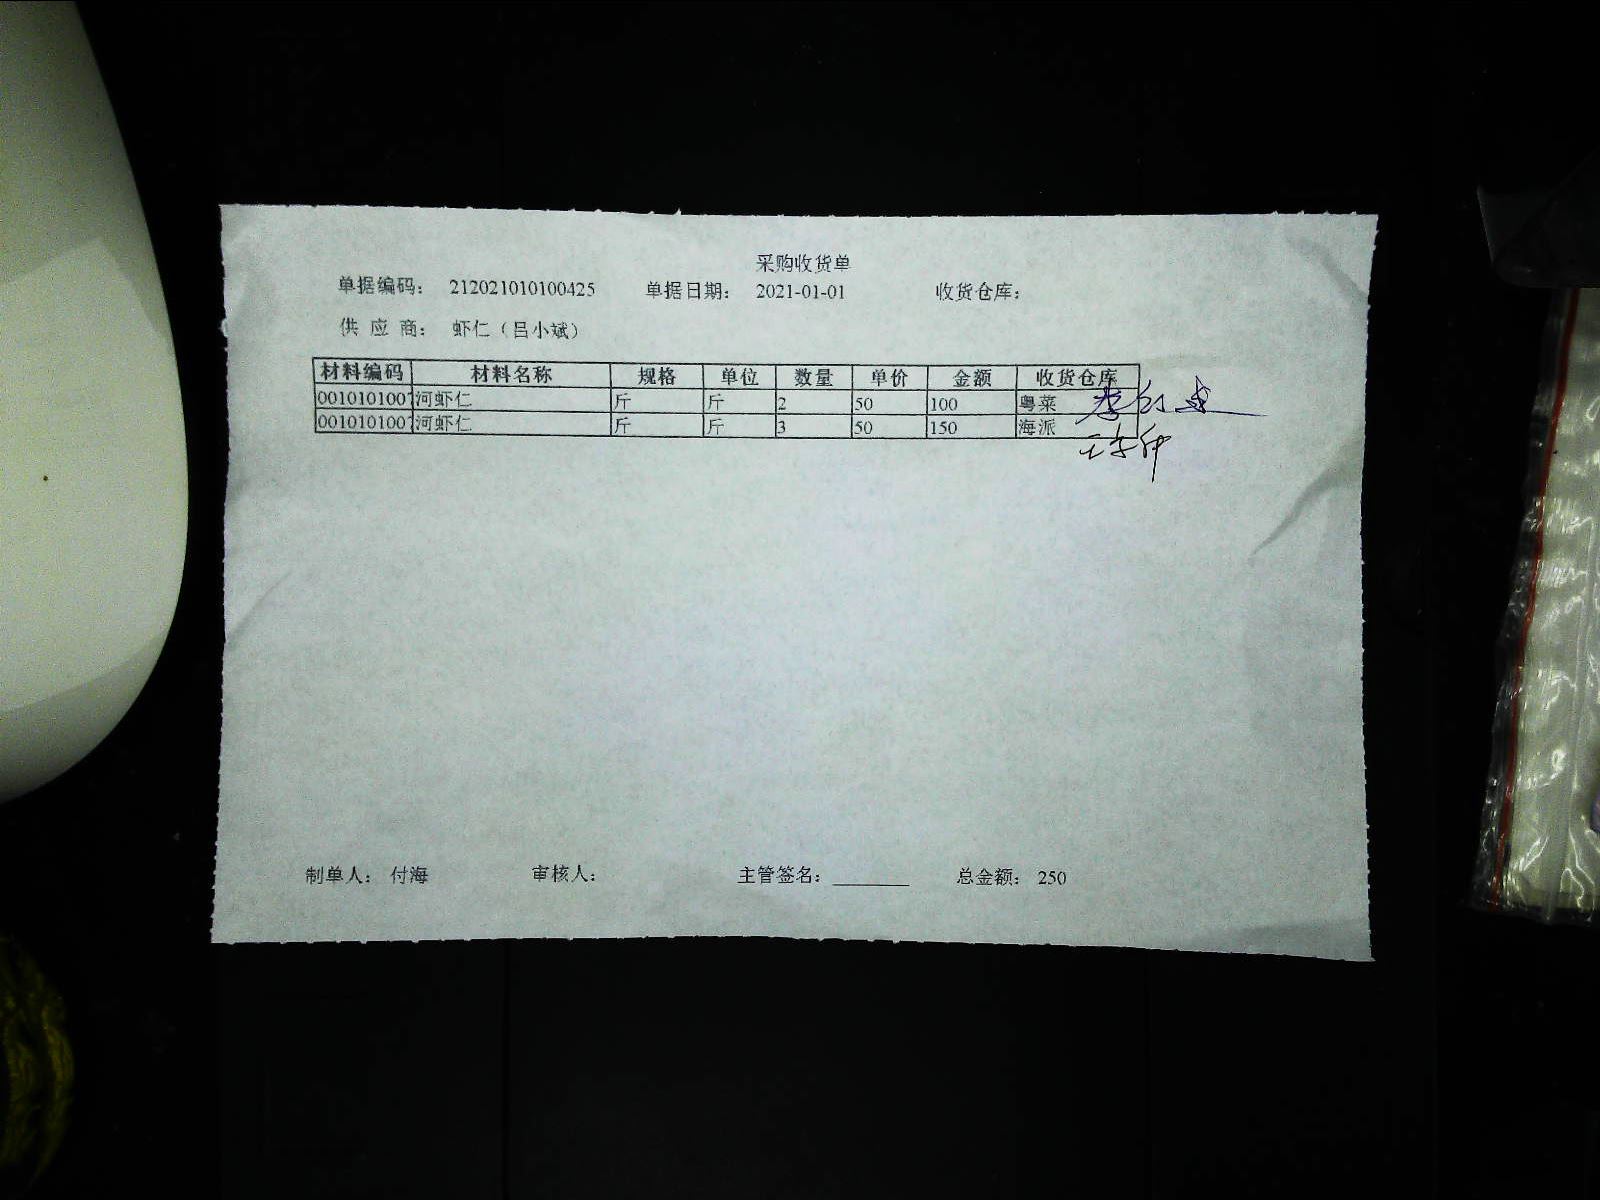 采购收货单
单据编码： 212021010100425 单据日期： 2021-01-01 收货仓库：
供 应 商： 虾仁（吕小斌）
材料编码 材料名称 规格 单位 数量 单价 金额 收货仓库
0010101007 河虾仁 斤 斤 2 50 100 粤菜
0010101007 河虾仁 斤 斤 3 50 150 海派
制单人： 付海 审核人： 主管签名： 总金额： 250